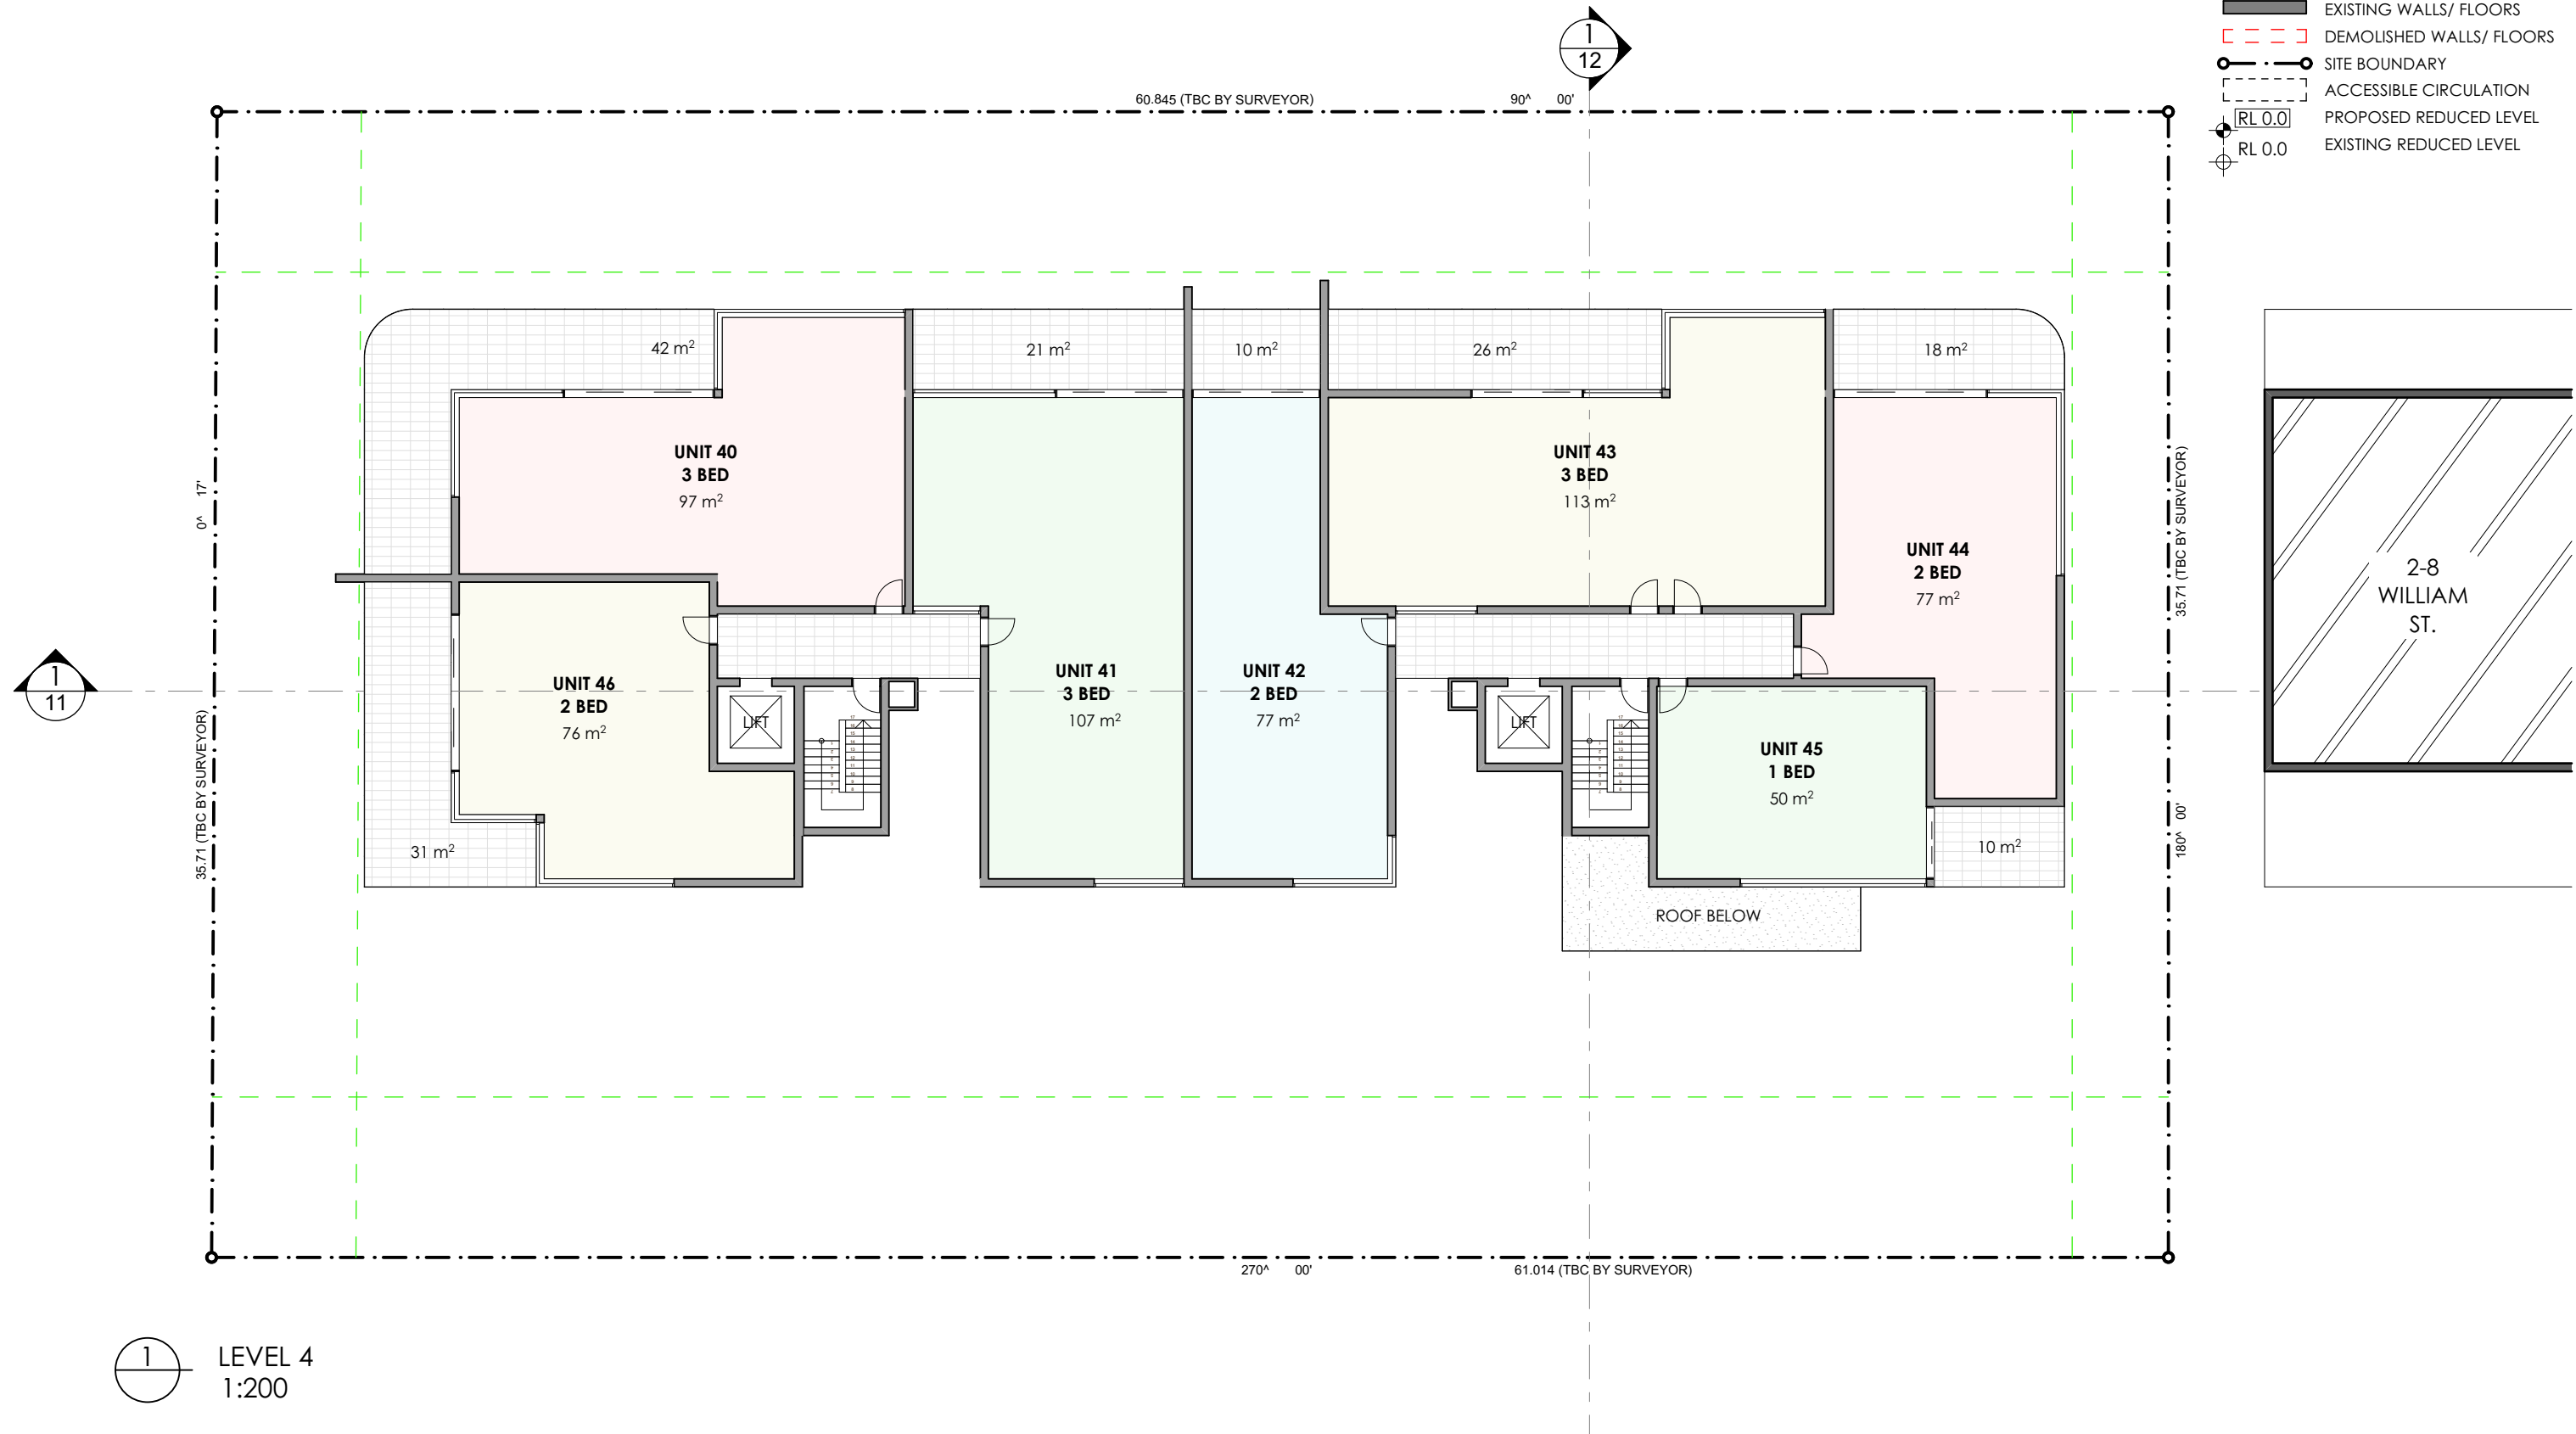 EXISTING WALLS/ FLOORS
DEMOLISHED WALLS/ FLOORS
SITE BOUNDARY
ACCESSIBLE CIRCULATION
RL 0.0 PROPOSED REDUCED LEVEL
RL 0.0 EXISTING REDUCED LEVEL
1
12
60.845 (TBC BY SURVEYOR) 90^ 00'
42 m²
21 m²
10 m²
26 m²
18 m²
UNIT 40
3 BED
97 m²
UNIT 43
3 BED
113 m²
0^ 17'
35.71 (TBC BY SURVEYOR)
UNIT 44
2 BED
77 m²
2-8
WILLIAM
ST.
1
11
UNIT 46
2 BED
76 m²
LIFT
UNIT 41
3 BED
107 m²
UNIT 42
2 BED
77 m²
LIFT
UNIT 45
1 BED
50 m²
35.71 (TBC BY SURVEYOR)
180^ 00'
31 m²
10 m²
ROOF BELOW
270^ 00' 61.014 (TBC BY SURVEYOR)
1
LEVEL 4
1:200